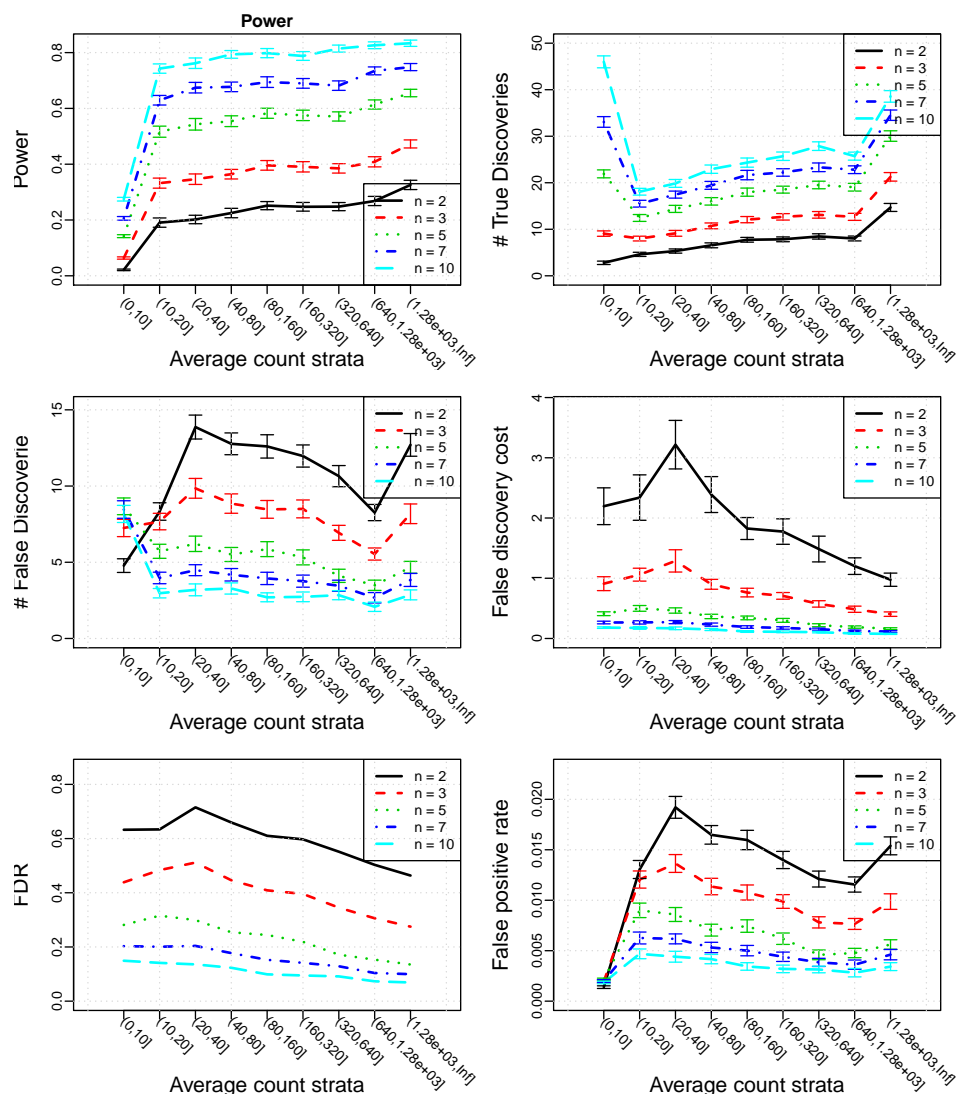 Power
Power
0.0
0.2
0.4
0.6
0.8
n = 2
n = 3
n = 5
n = 7
n = 10
(0,10]
(10,20]
(20,40]
(40,80]
(80,160]
(160,320]
(320,640]
(640,1.28e+03]
(1.28e+03,Inf]
Average count strata
# True Discoveries
0
10
20
30
40
50
n = 2
n = 3
n = 5
n = 7
n = 10
(0,10]
(10,20]
(20,40]
(40,80]
(80,160]
(160,320]
(320,640]
(640,1.28e+03]
(1.28e+03,Inf]
Average count strata
# False Discoverie
0
5
10
15
n = 2
n = 3
n = 5
n = 7
n = 10
(0,10]
(10,20]
(20,40]
(40,80]
(80,160]
(160,320]
(320,640]
(640,1.28e+03]
(1.28e+03,Inf]
Average count strata
False discovery cost
0
1
2
3
4
n = 2
n = 3
n = 5
n = 7
n = 10
(0,10]
(10,20]
(20,40]
(40,80]
(80,160]
(160,320]
(320,640]
(640,1.28e+03]
(1.28e+03,Inf]
Average count strata
FDR
0.0
0.2
0.4
0.6
0.8
n = 2
n = 3
n = 5
n = 7
n = 10
(0,10]
(10,20]
(20,40]
(40,80]
(80,160]
(160,320]
(320,640]
(640,1.28e+03]
(1.28e+03,Inf]
Average count strata
False positive rate
0.000
0.005
0.010
0.015
0.020
n = 2
n = 3
n = 5
n = 7
n = 10
(0,10]
(10,20]
(20,40]
(40,80]
(80,160]
(160,320]
(320,640]
(640,1.28e+03]
(1.28e+03,Inf]
Average count strata